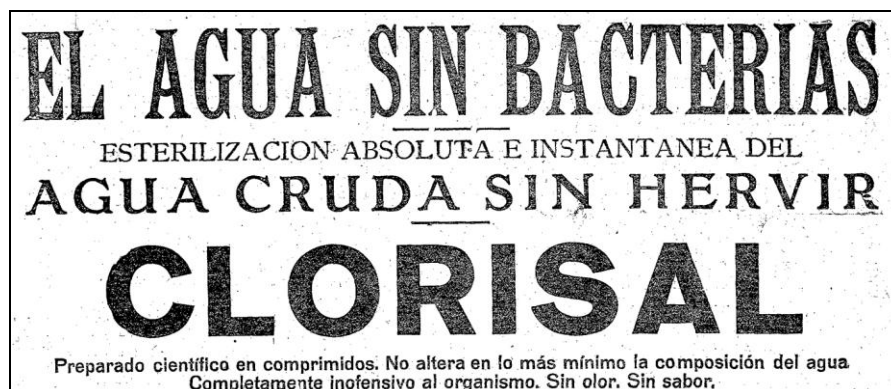 EL AGUA SIN BACTERIAS
ESTERILIZACION ABSOLUTA E INSTANTANEA DEL
AGUA CRUDA SIN HERVIR
CLORISAL
Preparado científico en comprimidos. No altera en lo más mínimo la composición del agua
Completamente inofensivo al organismo. Sin olor. Sin sabor.